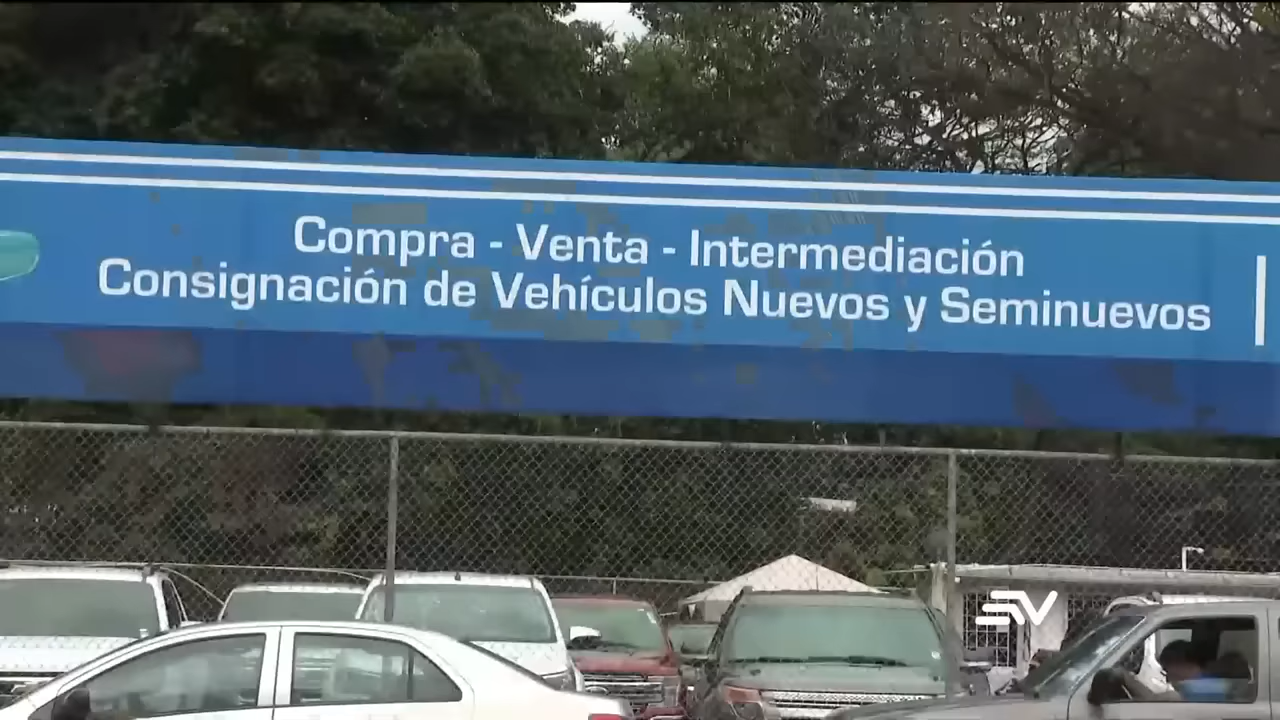 Compra - Venta - Intermediación
Consignación de Vehículos Nuevos y Seminuevos